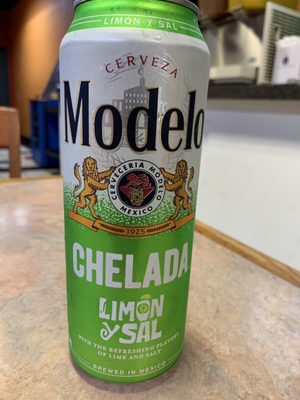 LIMÓN Y SAL
CERVEZA
Modelo
CERVECERIA MODELO
MEXICO
1925
CHELADA
LIMÓN
y SAL
WITH THE REFRESHING FLAVORS
OF LIME AND SALT
BREWED IN MEXICO